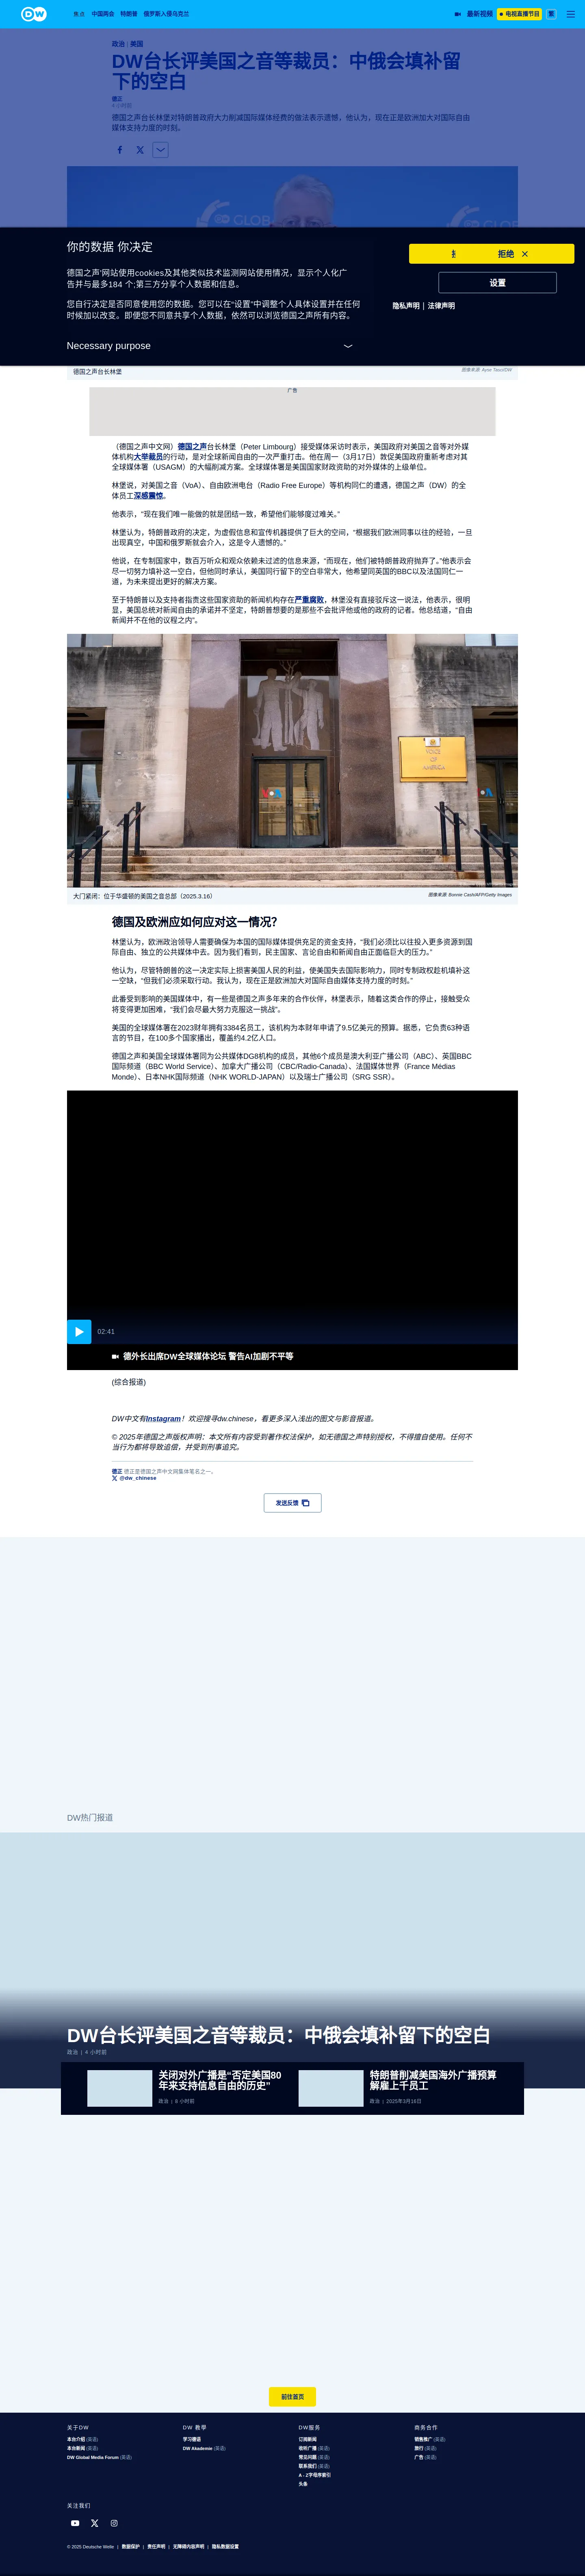 DW
焦点 中国两会 特朗普 俄罗斯入侵乌克兰 最新视频 电视直播节目 繁
政治 | 美国
DW台长评美国之音等裁员：中俄会填补留
下的空白
德正
4 小时前
德国之声台长林堡对特朗普政府大力削减国际媒体经费的做法表示遗憾，他认为，现在正是欧洲加大对国际自由
媒体支持力度的时刻。
你的数据 你决定
德国之声'网站使用cookies及其他类似技术监测网站使用情况，显示个人化广
告并与最多184 个;第三方分享个人数据和信息。
您自行决定是否同意使用您的数据。您可以在“设置”中调整个人具体设置并在任何
时候加以改变。即便您不同意共享个人数据，依然可以浏览德国之声所有内容。
Necessary purpose
拒绝
设置
隐私声明 | 法律声明
德国之声台长林堡
广告
（德国之声中文网）德国之声台长林堡（Peter Limbourg）接受媒体采访时表示，美国政府对美国之音等对外媒
体机构大举裁员的行动，是对全球新闻自由的一次严重打击。他在周一（3月17日）敦促美国政府重新考虑对其
全球媒体署（USAGM）的大幅削减方案。全球媒体署是美国国家财政资助的对外媒体的上级单位。
林堡说，对美国之音（VoA）、自由欧洲电台（Radio Free Europe）等机构同仁的遭遇，德国之声（DW）的全
体员工深感震惊。
他表示，“现在我们唯一能做的就是团结一致，希望他们能够度过难关。”
林堡认为，特朗普政府的决定，为虚假信息和宣传机器提供了巨大的空间，“根据我们欧洲同事以往的经验，一旦
出现真空，中国和俄罗斯就会介入，这是令人遗憾的。”
他说，在专制国家中，数百万听众和观众依赖未过滤的信息来源，“而现在，他们被特朗普政府抛弃了。”他表示会
尽一切努力填补这一空白，但他同时承认，美国同行留下的空白非常大，他希望同英国的BBC以及法国同仁一
道，为未来提出更好的解决方案。
至于特朗普以及支持者指责这些国家资助的新闻机构存在严重腐败，林堡没有直接驳斥这一说法，他表示，很明
显，美国总统对新闻自由的承诺并不坚定，特朗普想要的是那些不会批评他或他的政府的记者。他总结道，“自由
新闻并不在他的议程之内”。
VOICE
OF
AMERICA
VOA
大门紧闭：位于华盛顿的美国之音总部（2025.3.16）
图像来源 Bonnie Cash/AFP/Getty Images
德国及欧洲应如何应对这一情况？
林堡认为，欧洲政治领导人需要确保为本国的国际媒体提供充足的资金支持，“我们必须比以往投入更多资源到国
际自由、独立的公共媒体中去。因为我们看到，民主国家、言论自由和新闻自由正面临巨大的压力。”
他认为，尽管特朗普的这一决定实际上损害美国人民的利益，使美国失去国际影响力，同时专制政权趁机填补这
一空缺，“但我们必须采取行动。我认为，现在正是欧洲加大对国际自由媒体支持力度的时刻。”
此番受到影响的美国媒体中，有一些是德国之声多年来的合作伙伴，林堡表示，随着这类合作的停止，接触受众
将变得更加困难，“我们会尽最大努力克服这一挑战”。
美国的全球媒体署在2023财年拥有3384名员工，该机构为本财年申请了9.5亿美元的预算。据悉，它负责63种语
言的节目，在100多个国家播出，覆盖约4.2亿人口。
德国之声和美国全球媒体署同为公共媒体DG8机构的成员，其他6个成员是澳大利亚广播公司（ABC）、英国BBC
国际频道（BBC World Service）、加拿大广播公司（CBC/Radio-Canada）、法国媒体世界（France Médias
Monde）、日本NHK国际频道（NHK WORLD-JAPAN）以及瑞士广播公司（SRG SSR）。
02:41
德外长出席DW全球媒体论坛 警告AI加剧不平等
(综合报道)
DW中文有Instagram！欢迎搜寻dw.chinese，看更多深入浅出的图文与影音报道。
© 2025年德国之声版权声明：本文所有内容受到著作权法保护，如无德国之声特别授权，不得擅自使用。任何不
当行为都将导致追偿，并受到刑事追究。
德正 德正是德国之声中文网集体笔名之一。
@dw_chinese
发送反馈
DW热门报道
DW台长评美国之音等裁员：中俄会填补留下的空白
政治 | 4 小时前
关闭对外广播是“否定美国80
年来支持信息自由的历史”
政治 | 9 小时前
特朗普削减美国海外广播预算
解雇上千员工
政治 | 2025年3月16日
前往首页
关于DW
本台介绍 (英语)
本台新闻 (英语)
DW Global Media Forum (英语)
DW 教學
学习德语
DW Akademie (英语)
DW服务
订阅新闻
收听广播 (英语)
常见问题 (英语)
联系我们 (英语)
A - Z字母序索引
头条
商务合作
销售推广 (英语)
旅行 (英语)
广告 (英语)
关注我们
© 2025 Deutsche Welle | 数据保护 | 责任声明 | 无障碍内容声明 | 隐私数据设置